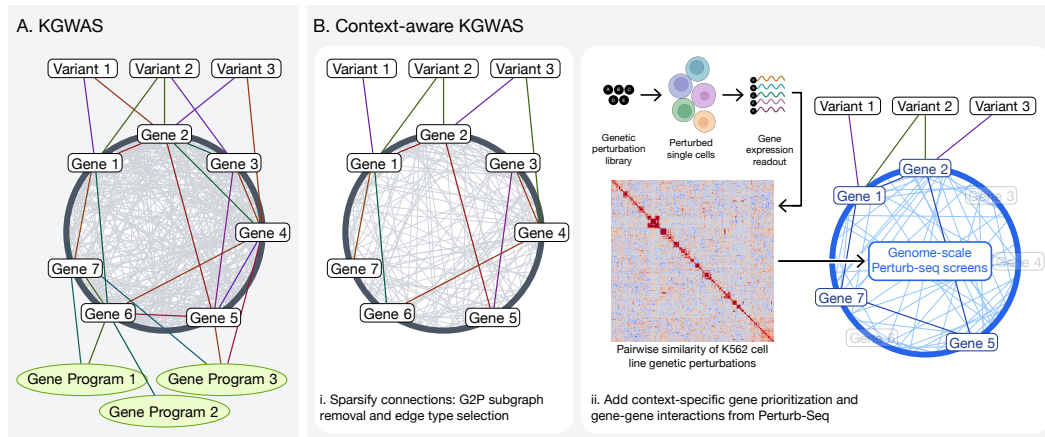 A. KGWAS
Variant 1
Variant 2
Variant 3
Gene 2
Gene 1
Gene 3
Gene 4
Gene 7
Gene 6
Gene 5
Gene Program 1
Gene Program 3
Gene Program 2
B. Context-aware KGWAS
Variant 1
Variant 2
Variant 3
Gene 2
Gene 1
Gene 3
Gene 4
Gene 7
Gene 6
Gene 5
i. Sparsify connections: G2P subgraph
removal and edge type selection
A B C
D E
Genetic
perturbation
library
Perturbed
single cells
A
B
C
D
E
Gene
expression
readout
Pairwise similarity of K562 cell
line genetic perturbations
Variant 1
Variant 2
Variant 3
Gene 2
Gene 1
Gene 3
Genome-scale
Perturb-seq screens
Gene 4
Gene 7
Gene 6
Gene 5
ii. Add context-specific gene prioritization and
gene-gene interactions from Perturb-Seq